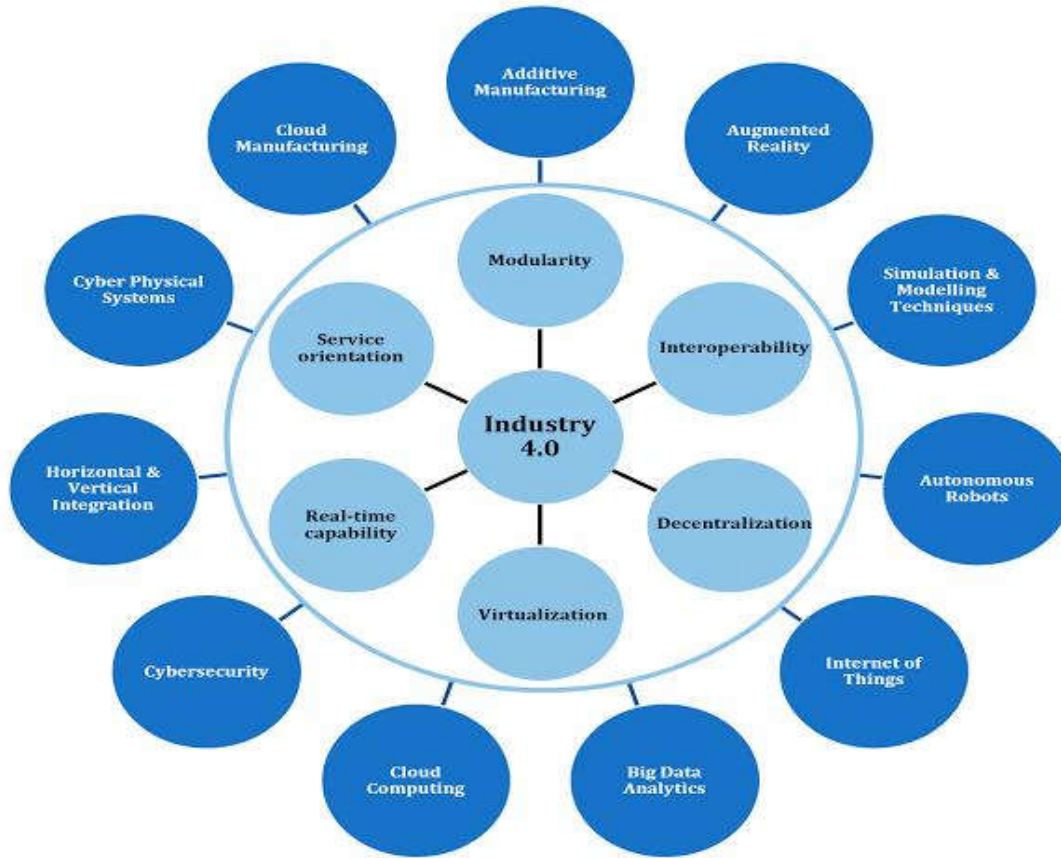 Additive
Manufacturing
Augmented
Reality
Simulation &
Modelling
Techniques
Autonomous
Robots
Internet of
Things
Big Data
Analytics
Cloud
Computing
Cybersecurity
Horizontal &
Vertical
Integration
Cyber Physical
Systems
Cloud
Manufacturing
Modularity
Interoperability
Decentralization
Virtualization
Real-time
capability
Service
orientation
Industry
4.0